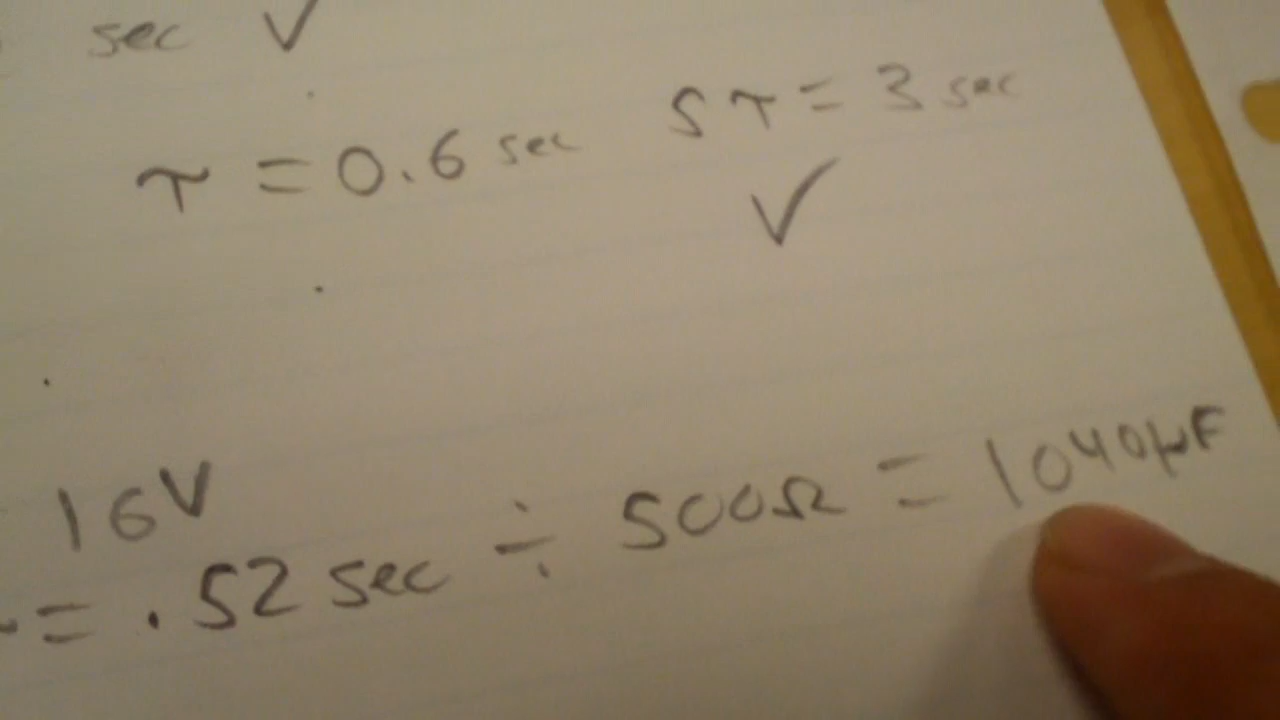 sec ✓
τ = 0.6 sec 5τ = 3 sec
✓
16V
= .52 sec ÷ 500Ω = 1040µF